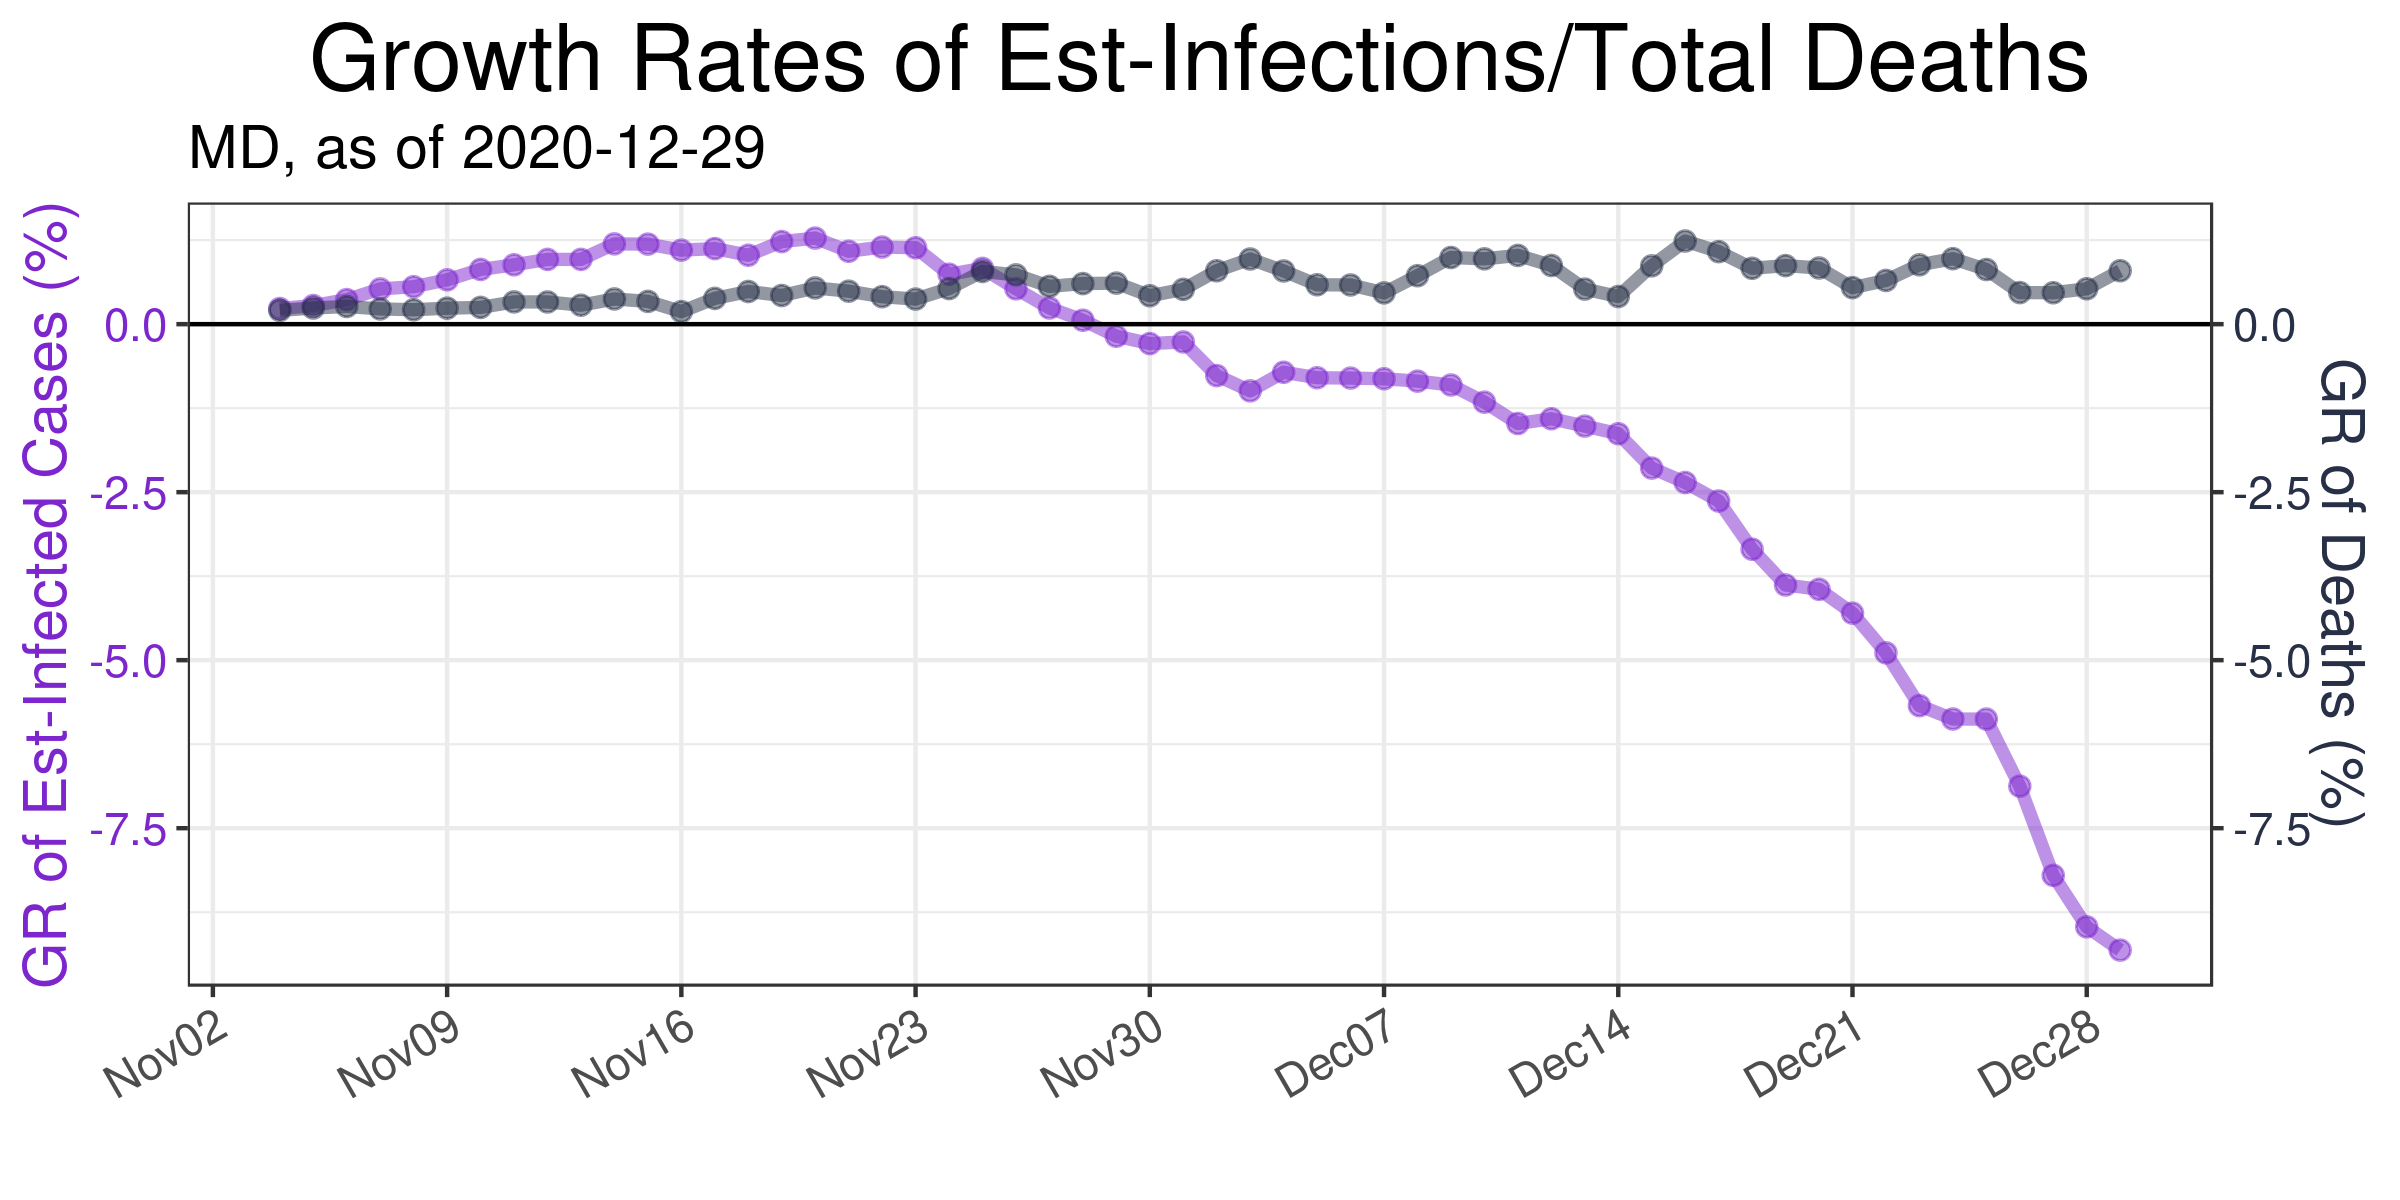 Growth Rates of Est-Infections/Total Deaths
MD, as of 2020-12-29
GR of Est-Infected Cases (%)
0.0
-2.5
-5.0
-7.5
0.0
-2.5
-5.0
-7.5
GR of Deaths (%)
Nov02
Nov09
Nov16
Nov23
Nov30
Dec07
Dec14
Dec21
Dec28